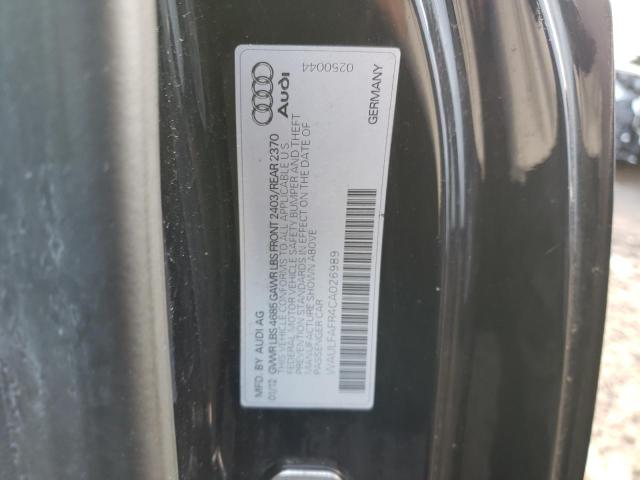 MFD. BY AUDI AG
01/12 GVWR LBS 4685 GAWR LBS FRONT 2403/REAR 2370
THIS VEHICLE CONFORMS TO ALL APPLICABLE U S
FEDERAL MOTOR VEHICLE SAFETY BUMPER AND THEFT
PREVENTION STANDARDS IN EFFECT ON THE DATE OF
MANUFACTURE SHOWN ABOVE
PASSENGER CAR
WAULFAFR4CA026989
Audi
0250044
GERMANY